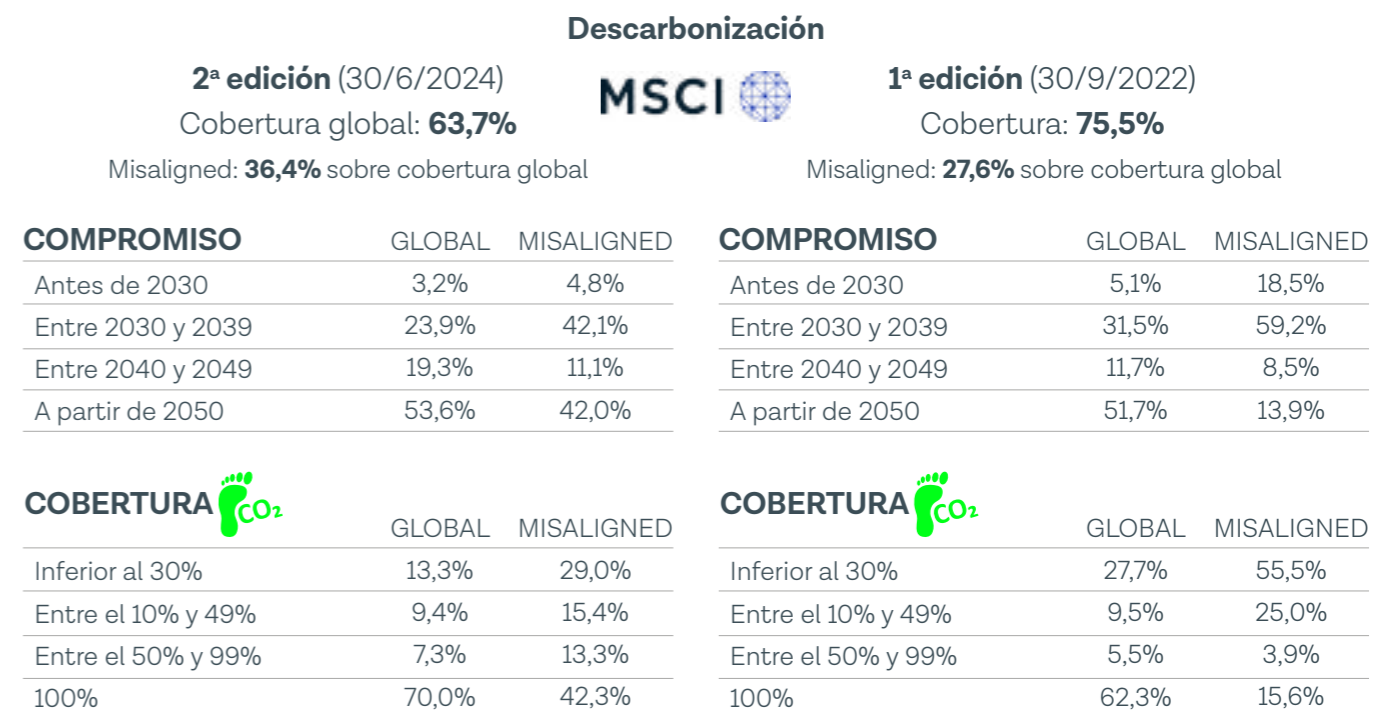 Descarbonización
2ª edición (30/6/2024)
Cobertura global: 63,7%
Misaligned: 36,4% sobre cobertura global
MSCI
1ª edición (30/9/2022)
Cobertura: 75,5%
Misaligned: 27,6% sobre cobertura global
COMPROMISO GLOBAL MISALIGNED
Antes de 2030 3,2% 4,8%
Entre 2030 y 2039 23,9% 42,1%
Entre 2040 y 2049 19,3% 11,1%
A partir de 2050 53,6% 42,0%
COBERTURA CO₂ GLOBAL MISALIGNED
Inferior al 30% 13,3% 29,0%
Entre el 10% y 49% 9,4% 15,4%
Entre el 50% y 99% 7,3% 13,3%
100% 70,0% 42,3%
COMPROMISO GLOBAL MISALIGNED
Antes de 2030 5,1% 18,5%
Entre 2030 y 2039 31,5% 59,2%
Entre 2040 y 2049 11,7% 8,5%
A partir de 2050 51,7% 13,9%
COBERTURA CO₂ GLOBAL MISALIGNED
Inferior al 30% 27,7% 55,5%
Entre el 10% y 49% 9,5% 25,0%
Entre el 50% y 99% 5,5% 3,9%
100% 62,3% 15,6%